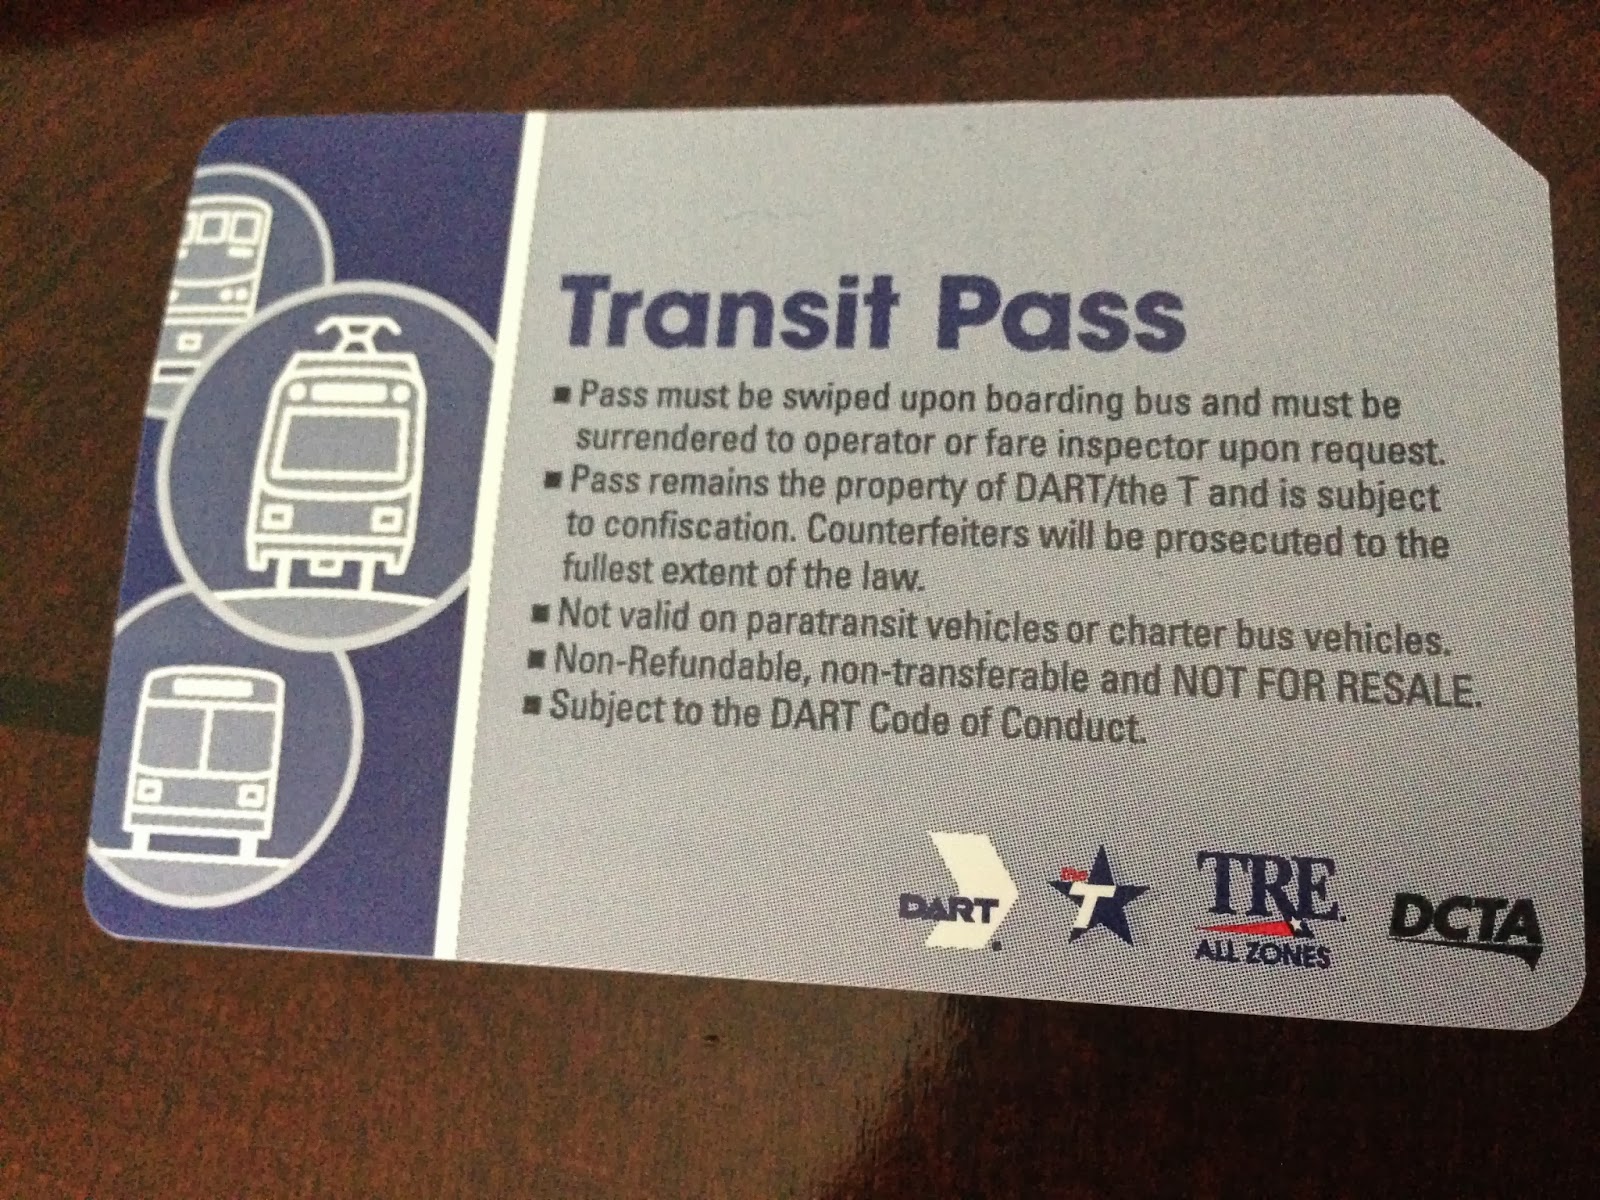 Transit Pass
▪ Pass must be swiped upon boarding bus and must be
surrendered to operator or fare inspector upon request.
▪ Pass remains the property of DART/the T and is subject
to confiscation. Counterfeiters will be prosecuted to the
fullest extent of the law.
▪ Not valid on paratransit vehicles or charter bus vehicles.
▪ Non-Refundable, non-transferable and NOT FOR RESALE.
▪ Subject to the DART Code of Conduct.
DART
the T
TRE
ALL ZONES
DCTA